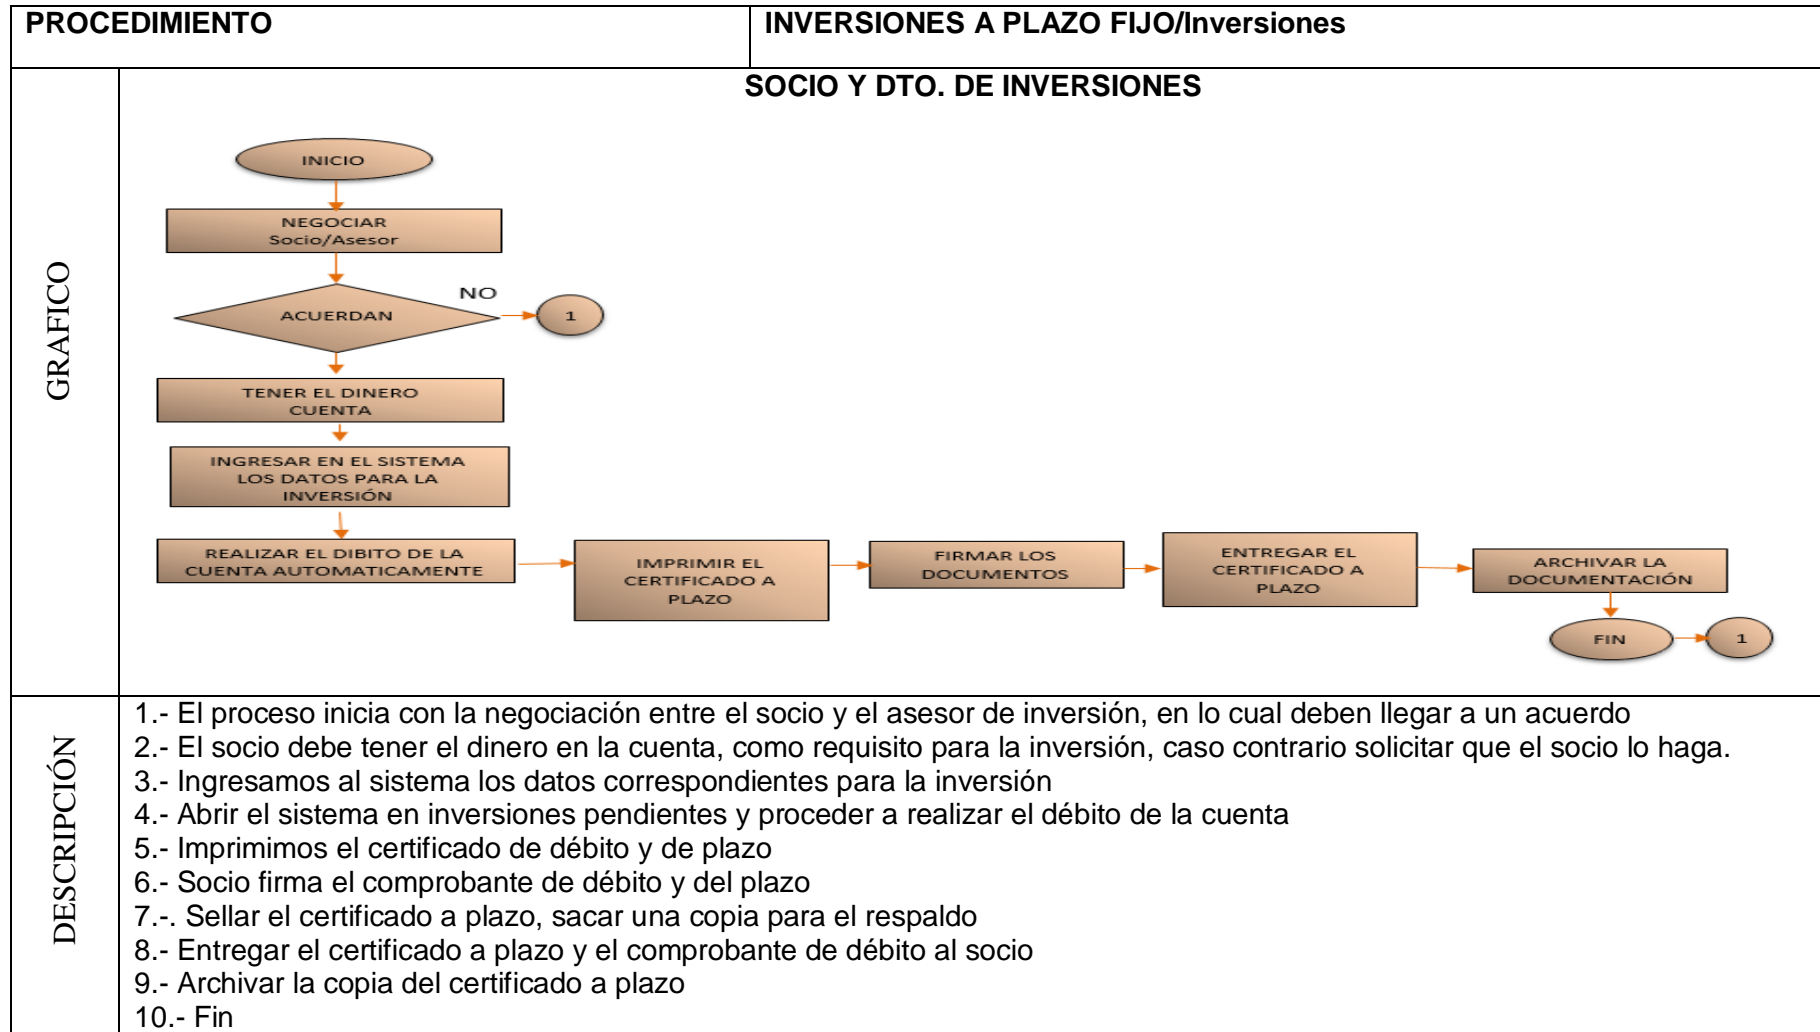 PROCEDIMIENTO
INVERSIONES A PLAZO FIJO/Inversiones
GRAFICO
SOCIO Y DTO. DE INVERSIONES
INICIO
NEGOCIAR
Socio/Asesor
ACUERDAN
NO
1
TENER EL DINERO
CUENTA
INGRESAR EN EL SISTEMA
LOS DATOS PARA LA
INVERSIÓN
REALIZAR EL DIBITO DE LA
CUENTA AUTOMATICAMENTE
IMPRIMIR EL
CERTIFICADO A
PLAZO
FIRMAR LOS
DOCUMENTOS
ENTREGAR EL
CERTIFICADO A
PLAZO
ARCHIVAR LA
DOCUMENTACIÓN
FIN
1
DESCRIPCIÓN
1.- El proceso inicia con la negociación entre el socio y el asesor de inversión, en lo cual deben llegar a un acuerdo
2.- El socio debe tener el dinero en la cuenta, como requisito para la inversión, caso contrario solicitar que el socio lo haga.
3.- Ingresamos al sistema los datos correspondientes para la inversión
4.- Abrir el sistema en inversiones pendientes y proceder a realizar el débito de la cuenta
5.- Imprimimos el certificado de débito y de plazo
6.- Socio firma el comprobante de débito y del plazo
7.-. Sellar el certificado a plazo, sacar una copia para el respaldo
8.- Entregar el certificado a plazo y el comprobante de débito al socio
9.- Archivar la copia del certificado a plazo
10.- Fin